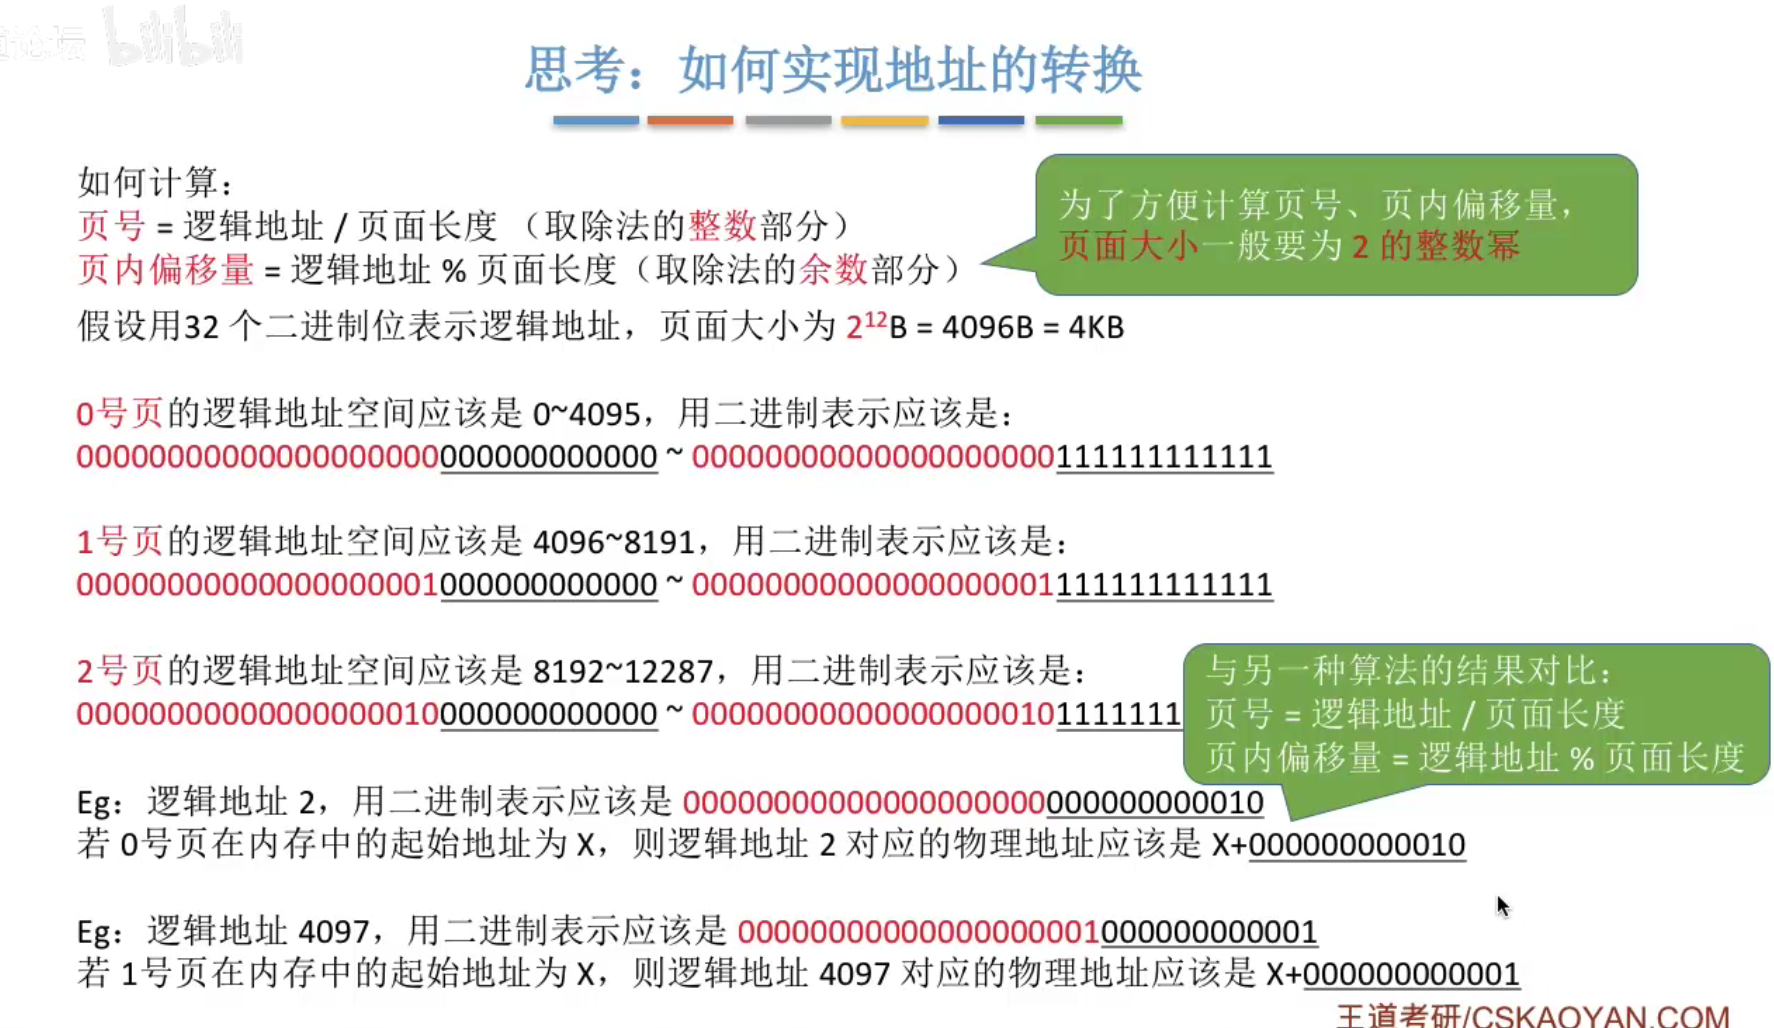 论坛 bilibili
思考：如何实现地址的转换
如何计算：
页号 = 逻辑地址 / 页面长度 （取除法的整数部分）
页内偏移量 = 逻辑地址 % 页面长度（取除法的余数部分）
为了方便计算页号、页内偏移量，
页面大小一般要为 2 的整数幂
假设用32 个二进制位表示逻辑地址，页面大小为 2¹²B = 4096B = 4KB
0号页的逻辑地址空间应该是 0~4095，用二进制表示应该是：
00000000000000000000000000000000 ~ 00000000000000000000111111111111
1号页的逻辑地址空间应该是 4096~8191，用二进制表示应该是：
00000000000000000001000000000000 ~ 00000000000000000001111111111111
2号页的逻辑地址空间应该是 8192~12287，用二进制表示应该是：
00000000000000000010000000000000 ~ 000000000000000000101111111
与另一种算法的结果对比：
页号 = 逻辑地址 / 页面长度
页内偏移量 = 逻辑地址 % 页面长度
Eg：逻辑地址 2，用二进制表示应该是 00000000000000000000000000000010
若 0号页在内存中的起始地址为 X，则逻辑地址 2 对应的物理地址应该是 X+000000000010
Eg：逻辑地址 4097，用二进制表示应该是 00000000000000000001000000000001
若 1号页在内存中的起始地址为 X，则逻辑地址 4097 对应的物理地址应该是 X+000000000001
王道考研/CSKAOYAN.COM